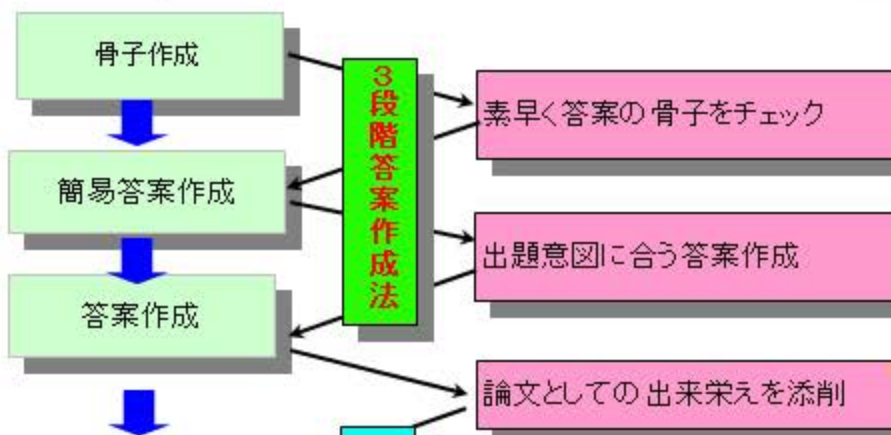 骨子作成
3段階答案作成法
素早く答案の骨子をチェック
簡易答案作成
出題意図に合う答案作成
答案作成
論文としての出来栄えを添削